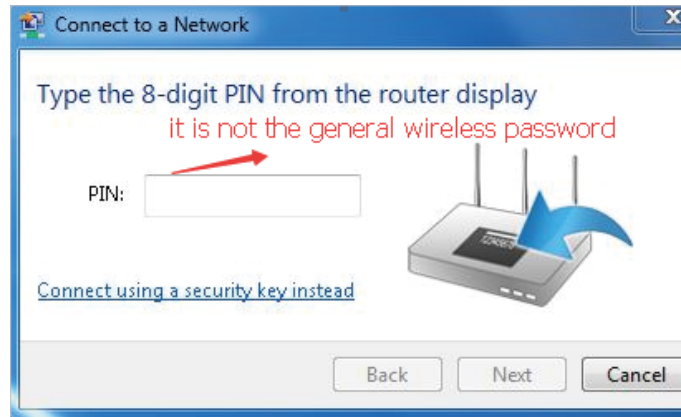 Connect to a Network
X
Type the 8-digit PIN from the router display
it is not the general wireless password
PIN:
12345670
Connect using a security key instead
Back Next Cancel